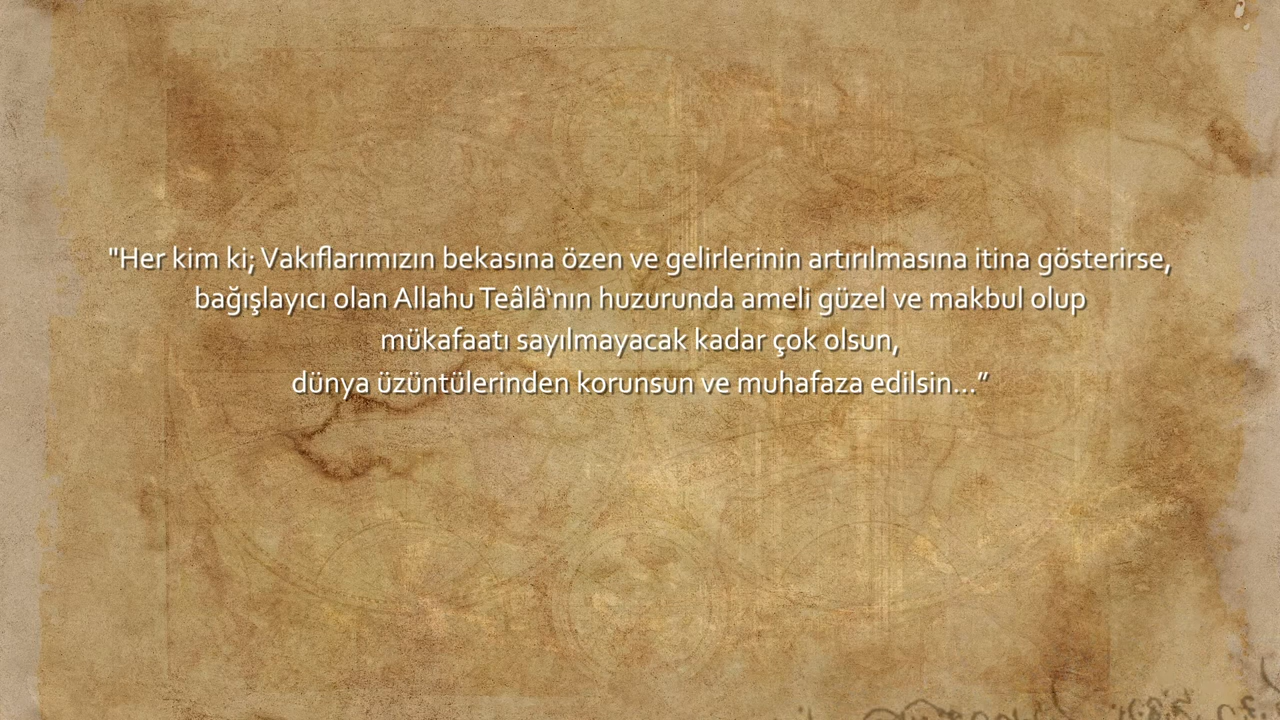 "Her kim ki; Vakıflarımızın bekasına özen ve gelirlerinin artırılmasına itina gösterirse,
bağışlayıcı olan Allahu Teâlâ‘nın huzurunda ameli güzel ve makbul olup
mükafaatı sayılmayacak kadar çok olsun,
dünya üzüntülerinden korunsun ve muhafaza edilsin...”